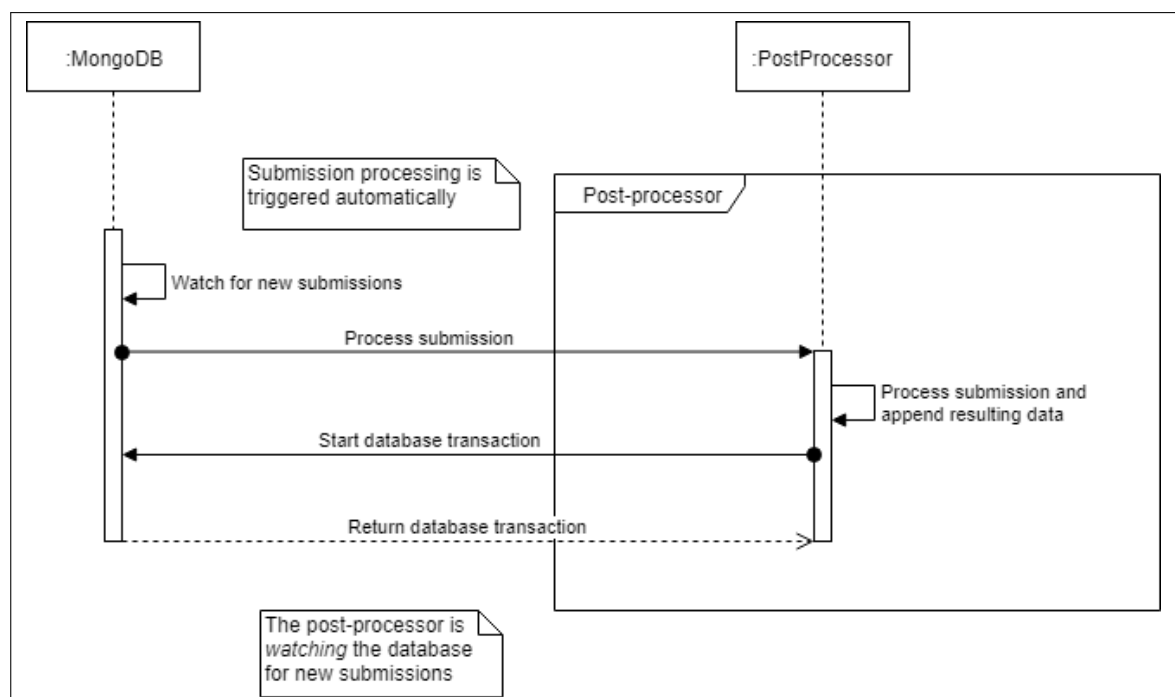 :MongoDB
:PostProcessor
Submission processing is
triggered automatically
Post-processor
Watch for new submissions
Process submission
Process submission and
append resulting data
Start database transaction
Return database transaction
The post-processor is
watching the database
for new submissions